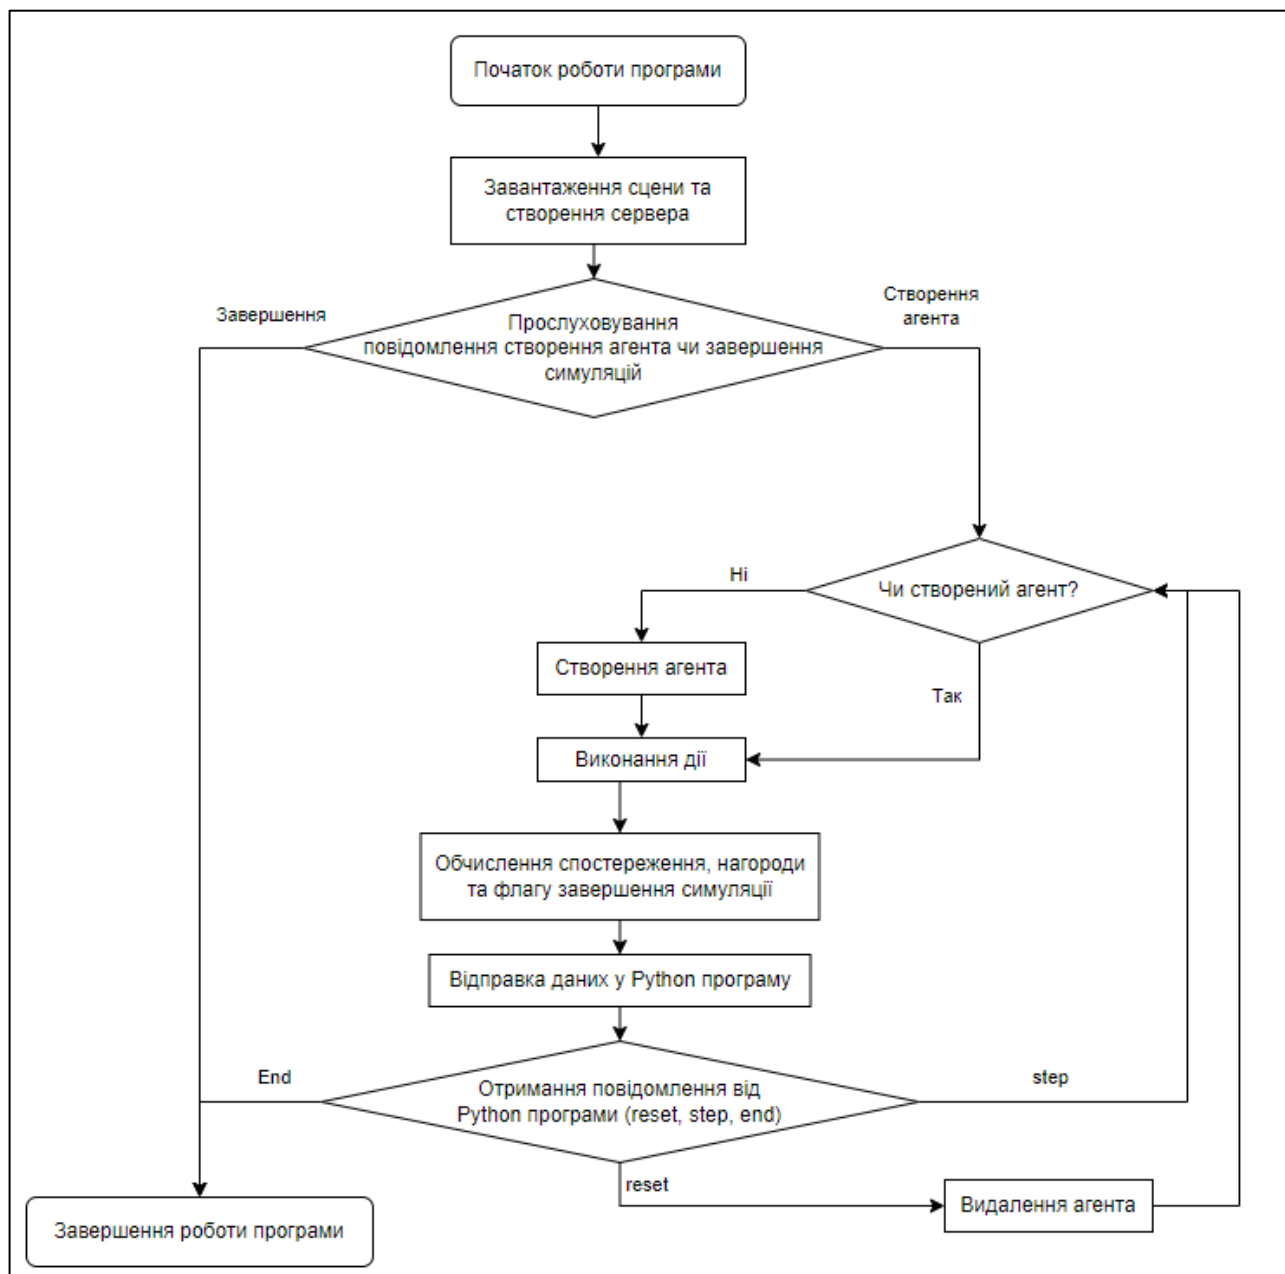 Початок роботи програми
Завантаження сцени та
створення сервера
Завершення
Створення
агента
Прослуховування
повідомлення створення агента чи завершення
симуляцій
Ні
Чи створений агент?
Створення агента
Так
Виконання дії
Обчислення спостереження, нагороди
та флагу завершення симуляції
Відправка даних у Python програму
End
Отримання повідомлення від
Python програми (reset, step, end)
step
reset
Видалення агента
Завершення роботи програми